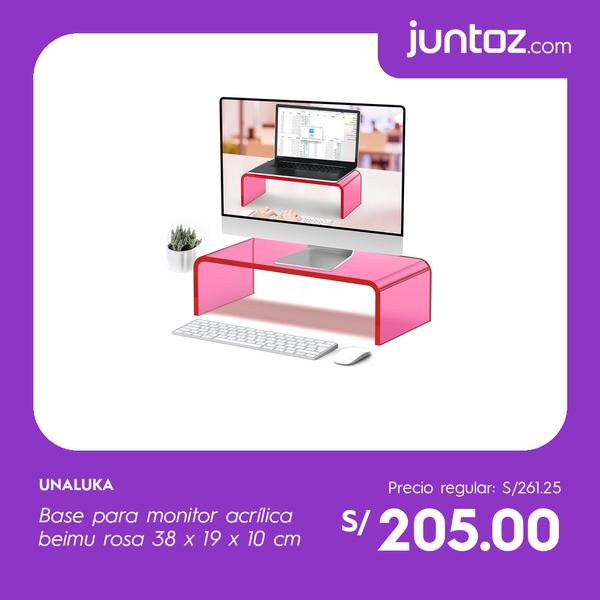 juntoz.com
UNALUKA
Base para monitor acrílica
beimu rosa 38 x 19 x 10 cm
Precio regular: S/261.25
S/ 205.00